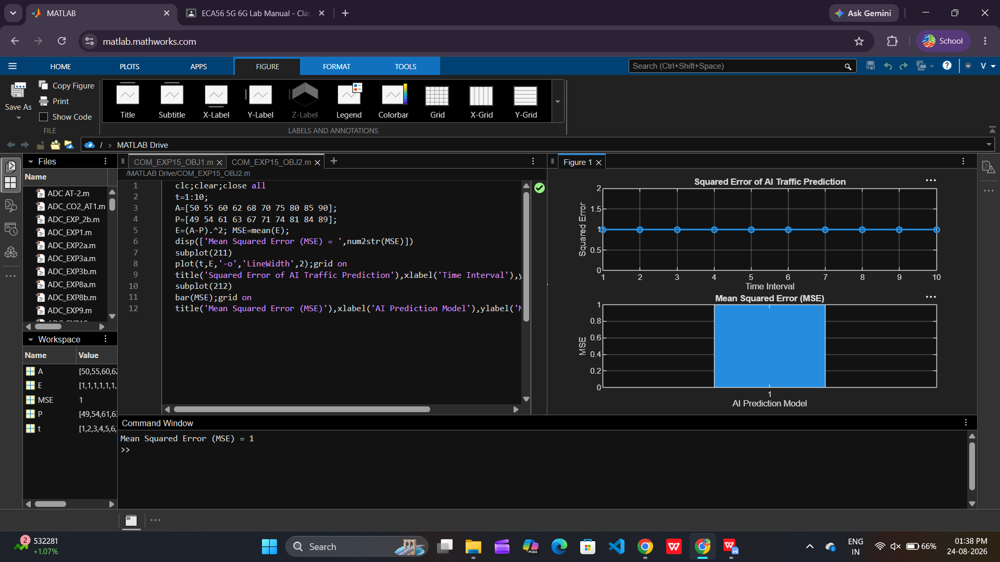 MATLAB
ECA56 5G 6G Lab Manual - Clas
Ask Gemini
matlab.mathworks.com
School
HOME
PLOTS
APPS
FIGURE
FORMAT
TOOLS
Search (Ctrl+Shift+Space)
V
Save As
Copy Figure
Print
Show Code
FILE
Title
Subtitle
X-Label
Y-Label
Z-Label
Legend
Colorbar
Grid
X-Grid
Y-Grid
LABELS AND ANNOTATIONS
/ › MATLAB Drive
Files
Name
ADC AT-2.m
ADC_CO2_AT1.m
ADC_EXP_2b.m
ADC_EXP1.m
ADC_EXP2a.m
ADC_EXP3a.m
ADC_EXP3b.m
ADC_EXP8a.m
ADC_EXP8b.m
ADC_EXP9.m
Workspace
Name Value
A [50,55,60,62
E [1,1,1,1,1,1,
MSE 1
P [49,54,61,63
t [1,2,3,4,5,6,
COM_EXP15_OBJ1.m
COM_EXP15_OBJ2.m
/MATLAB Drive/COM_EXP15_OBJ2.m
1 clc;clear;close all
2 t=1:10;
3 A=[50 55 60 62 68 70 75 80 85 90];
4 P=[49 54 61 63 67 71 74 81 84 89];
5 E=(A-P).^2; MSE=mean(E);
6 disp(['Mean Squared Error (MSE) = ',num2str(MSE)])
7 subplot(211)
8 plot(t,E,'-o','LineWidth',2);grid on
9 title('Squared Error of AI Traffic Prediction'),xlabel('Time Interval'),y
10 subplot(212)
11 bar(MSE);grid on
12 title('Mean Squared Error (MSE)'),xlabel('AI Prediction Model'),ylabel('M
Figure 1
Squared Error of AI Traffic Prediction
Squared Error
2
1.5
1
0.5
0
1 2 3 4 5 6 7 8 9 10
Time Interval
Mean Squared Error (MSE)
MSE
1
0.8
0.6
0.4
0.2
0
1
AI Prediction Model
Command Window
Mean Squared Error (MSE) = 1
>>
2
532281
+1.07%
Search
M365
ENG
IN
66%
01:38 PM
24-08-2026